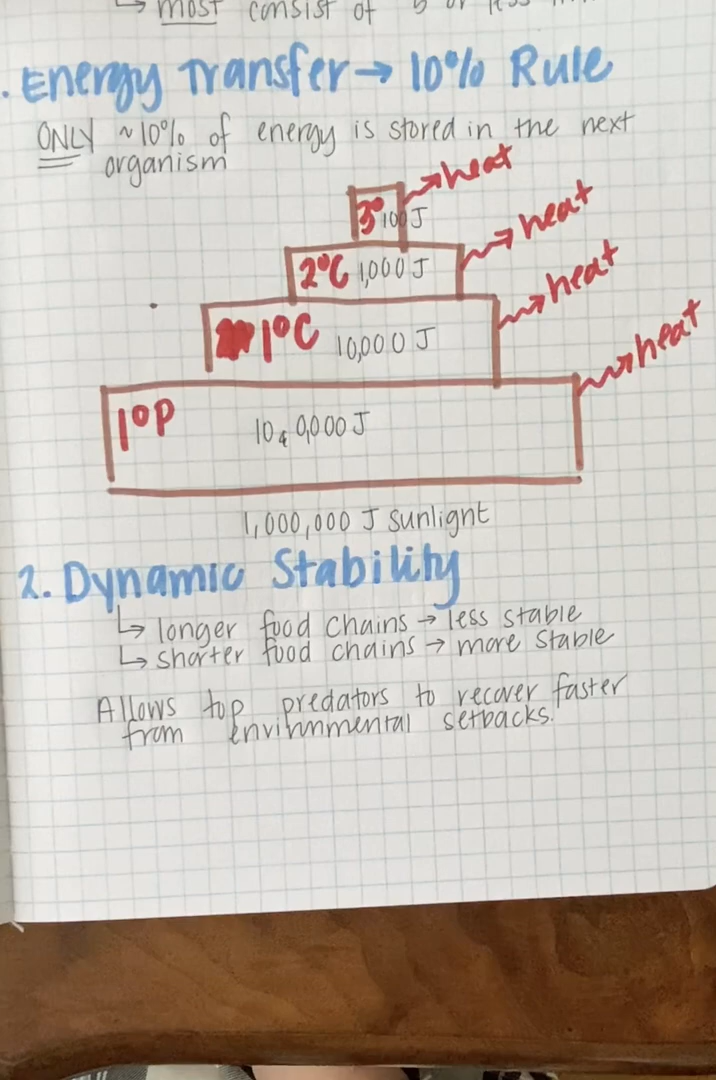 ↳ most consist of 5 or less
. Energy Transfer → 10% Rule
ONLY ~10% of energy is stored in the next
organism
heat
3° 100 J
heat
2°C 1,000 J
heat
1°C 10,000 J
heat
1°P 100,000 J
1,000,000 J sunlight
2. Dynamic Stability
↳ longer food chains → less stable
↳ shorter food chains → more stable
Allows top predators to recover faster
from environmental setbacks.